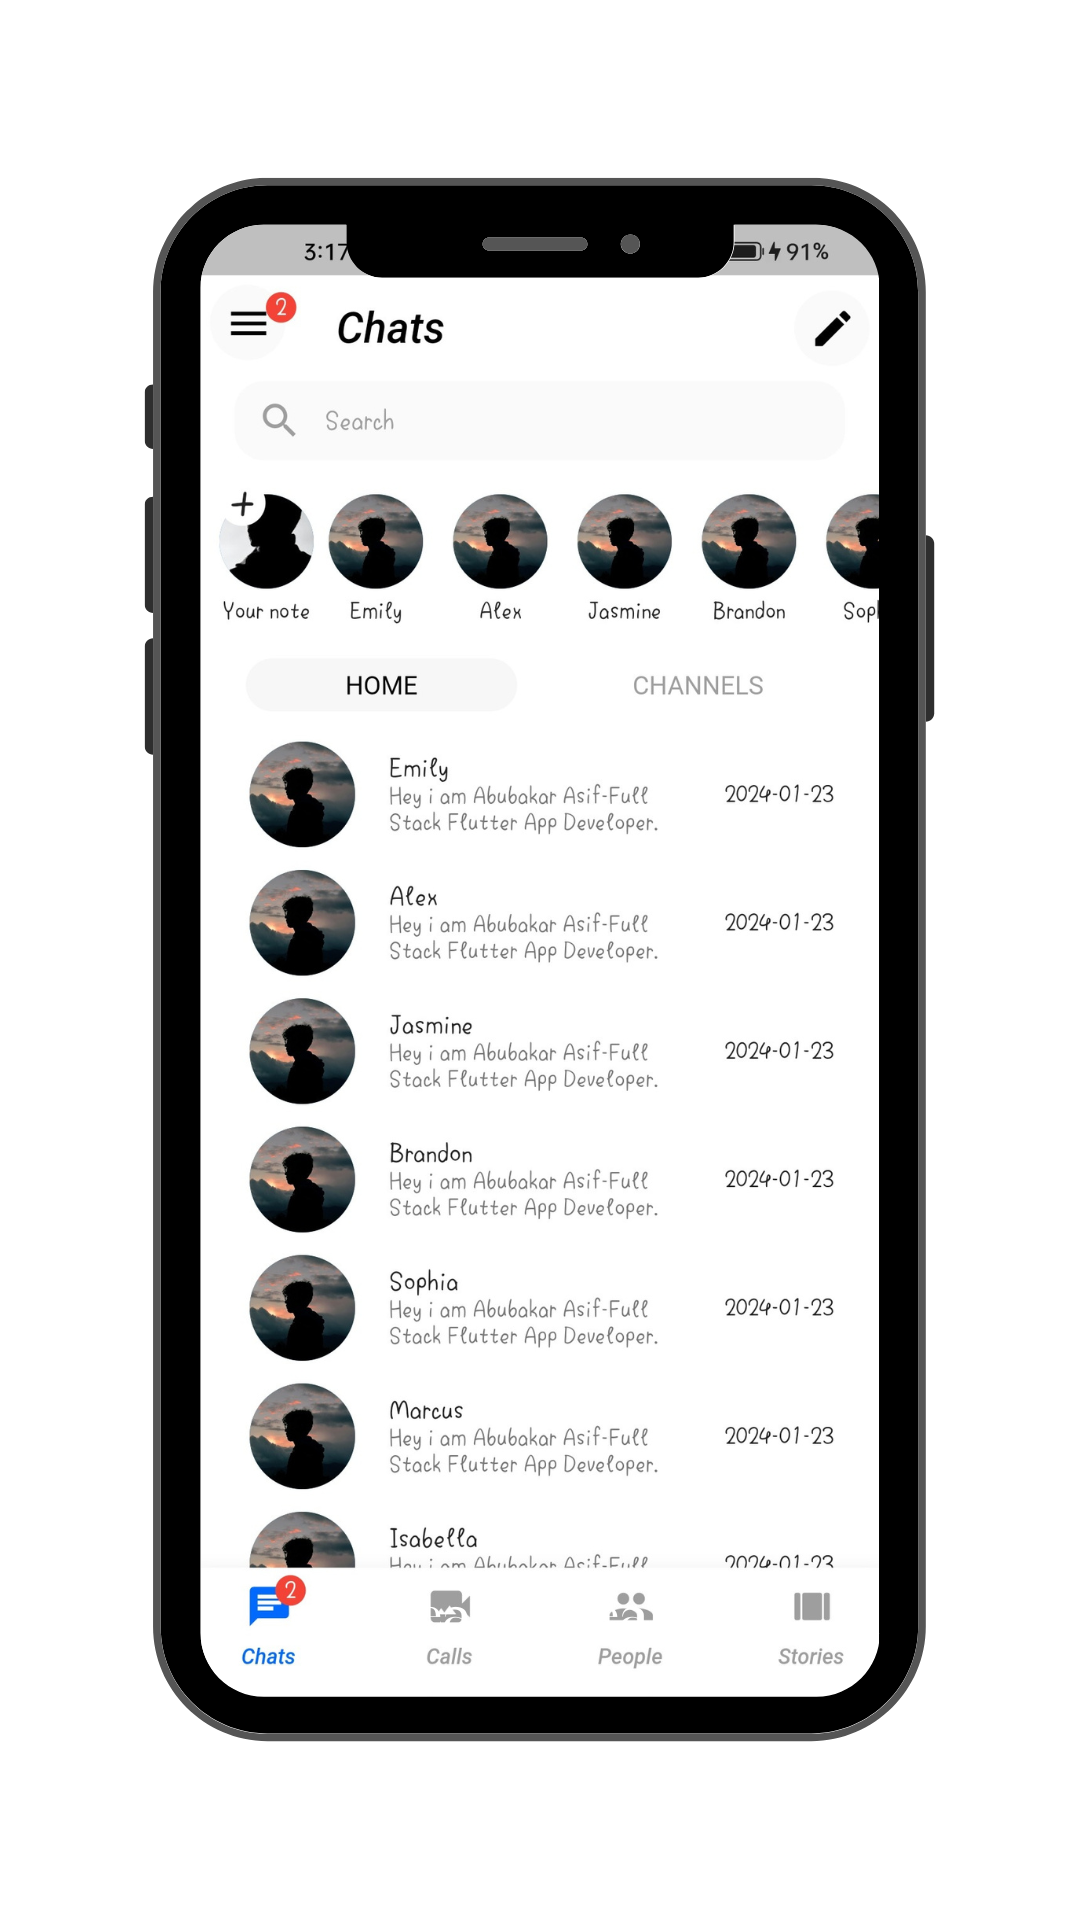 3:17
91%
2
Chats
Search
Your note
Emily
Alex
Jasmine
Brandon
Sop
HOME
CHANNELS
Emily
Hey i am Abubakar Asif-Full
Stack Flutter App Developer.
2024-01-23
Alex
Hey i am Abubakar Asif-Full
Stack Flutter App Developer.
2024-01-23
Jasmine
Hey i am Abubakar Asif-Full
Stack Flutter App Developer.
2024-01-23
Brandon
Hey i am Abubakar Asif-Full
Stack Flutter App Developer.
2024-01-23
Sophia
Hey i am Abubakar Asif-Full
Stack Flutter App Developer.
2024-01-23
Marcus
Hey i am Abubakar Asif-Full
Stack Flutter App Developer.
2024-01-23
Isabella
Hey i am Abubakar Asif-Full
2024-01-23
2
Chats
Calls
People
Stories